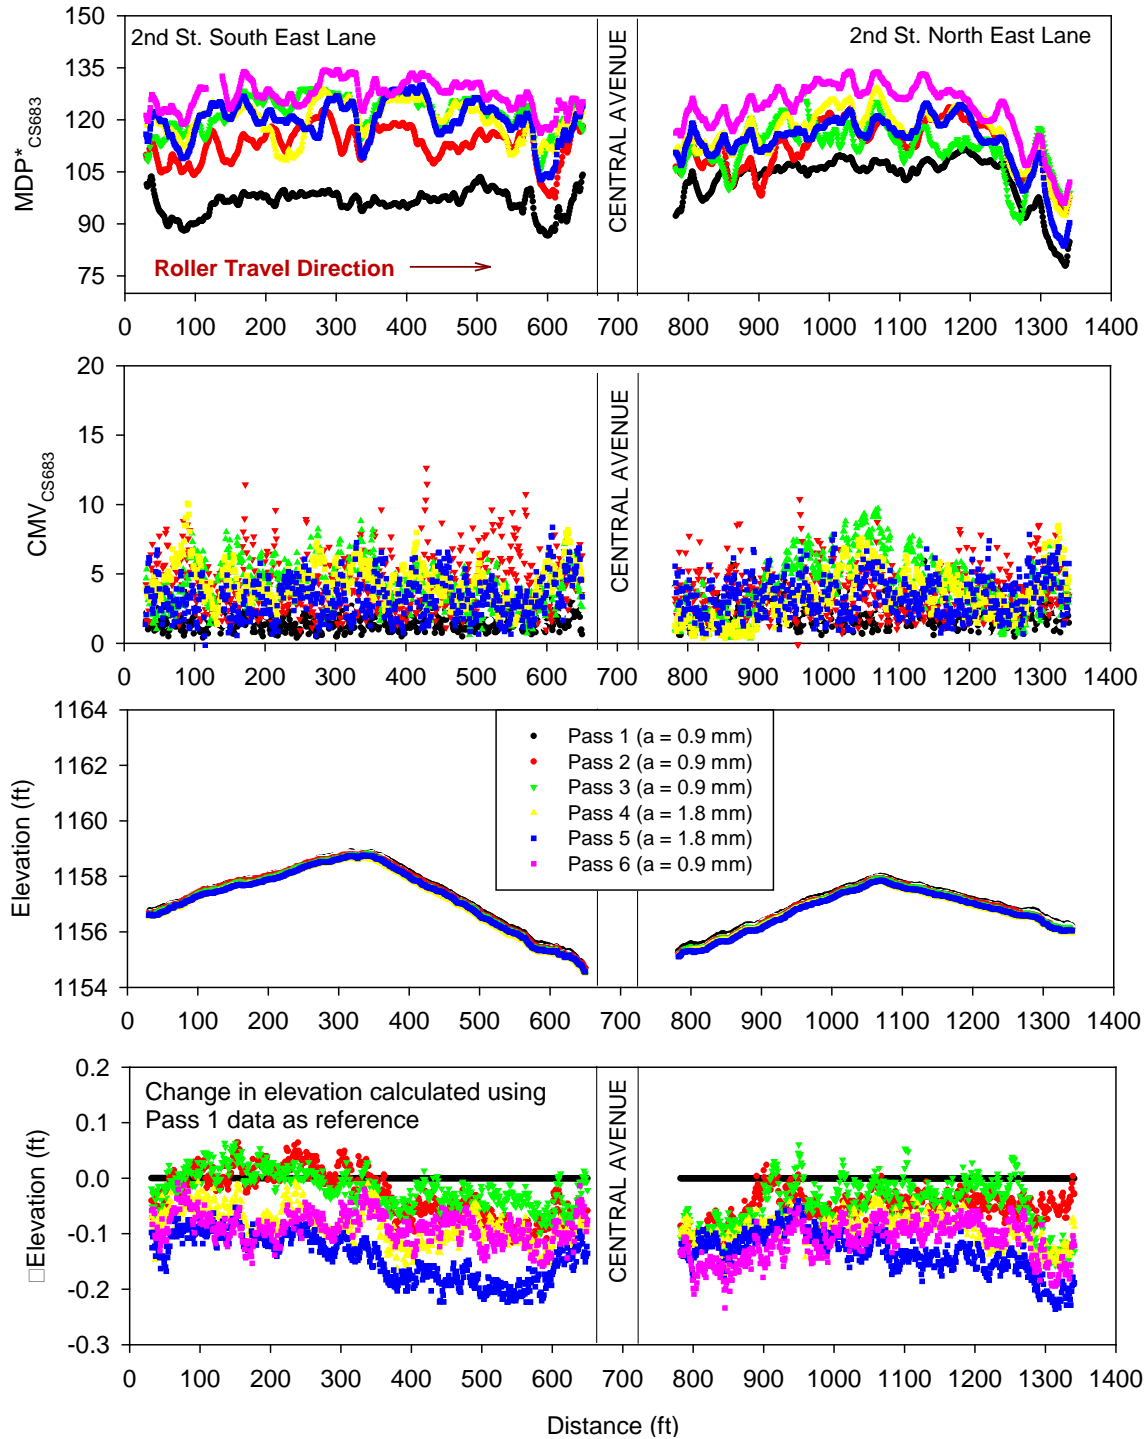 150
135
120
105
90
75
MDP*CS683
2nd St. South East Lane
2nd St. North East Lane
CENTRAL AVENUE
Roller Travel Direction
0 100 200 300 400 500 600 700 800 900 1000 1100 1200 1300 1400
20
15
10
5
0
CMVCS683
CENTRAL AVENUE
0 100 200 300 400 500 600 700 800 900 1000 1100 1200 1300 1400
1164
1162
1160
1158
1156
1154
Elevation (ft)
Pass 1 (a = 0.9 mm)
Pass 2 (a = 0.9 mm)
Pass 3 (a = 0.9 mm)
Pass 4 (a = 1.8 mm)
Pass 5 (a = 1.8 mm)
Pass 6 (a = 0.9 mm)
0 100 200 300 400 500 600 700 800 900 1000 1100 1200 1300 1400
0.2
0.1
0.0
-0.1
-0.2
-0.3
□Elevation (ft)
Change in elevation calculated using
Pass 1 data as reference
CENTRAL AVENUE
0 100 200 300 400 500 600 700 800 900 1000 1100 1200 1300 1400
Distance (ft)